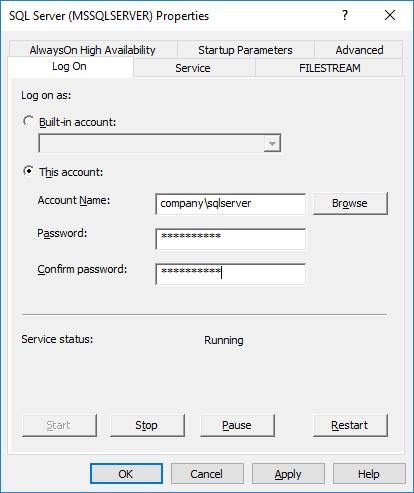 SQL Server (MSSQLSERVER) Properties ? ×
AlwaysOn High Availability Startup Parameters Advanced
Log On Service FILESTREAM
Log on as:
Built-in account:
This account:
Account Name: company\sqlserver Browse
Password: **********
Confirm password: **********
Service status: Running
Start Stop Pause Restart
OK Cancel Apply Help